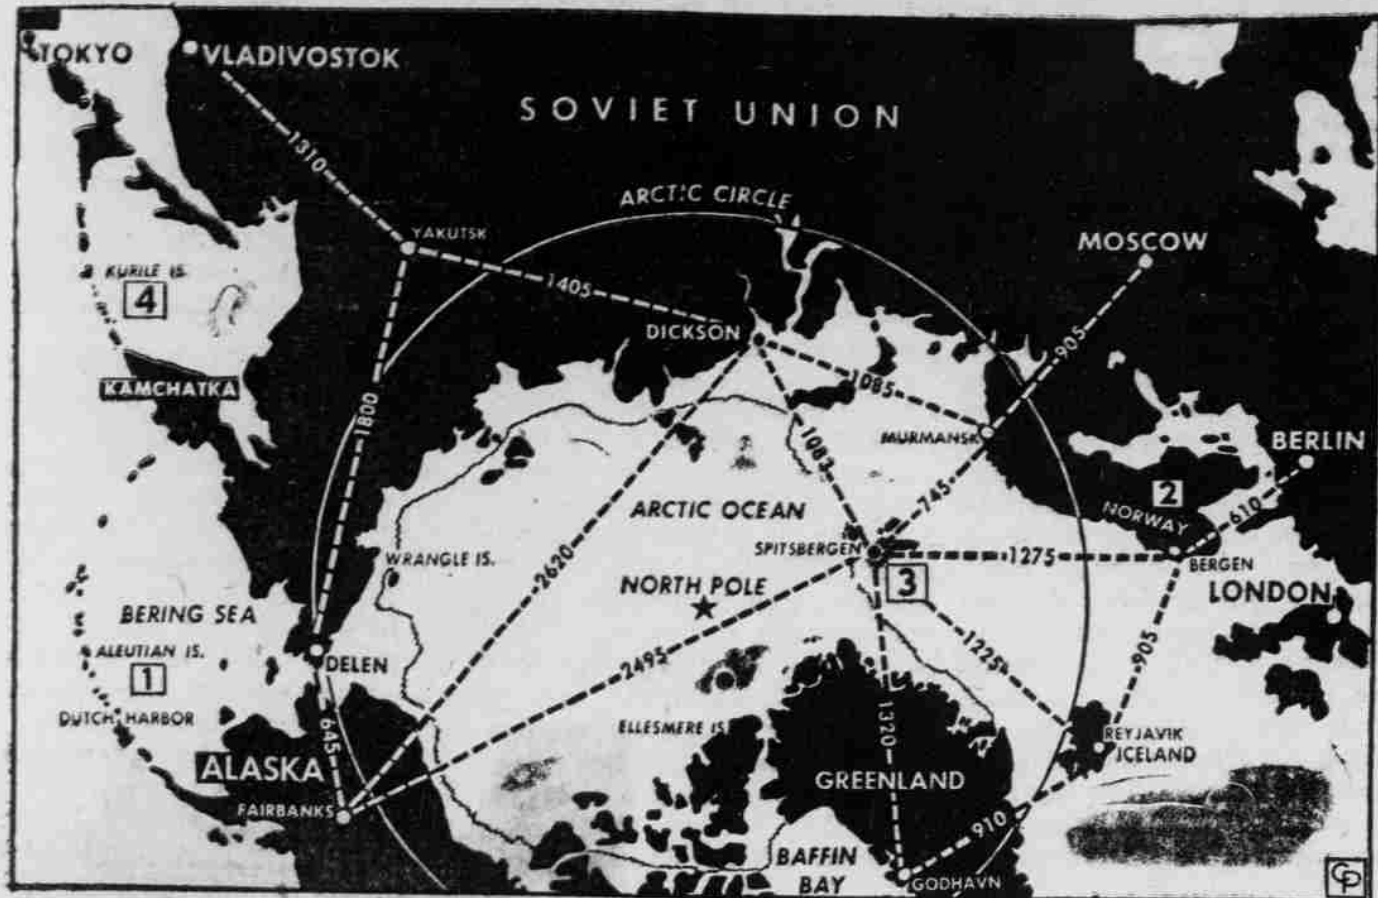 TOKYO
VLADIVOSTOK
SOVIET UNION
1310
ARCTIC CIRCLE
YAKUTSK
MOSCOW
KURILE IS.
4
1405
DICKSON
905
KAMCHATKA
1800
1085
MURMANSK
BERLIN
1083
2
ARCTIC OCEAN
745
NORWAY
610
SPITSBERGEN
1275
BERGEN
WRANGLE IS.
2620
3
NORTH POLE
LONDON
BERING SEA
ALEUTIAN IS.
1
DELEN
2495
1225
905
DUTCH HARBOR
645
ELLESMERE IS.
1320
REYJAVIK
ICELAND
ALASKA
GREENLAND
FAIRBANKS
910
BAFFIN
BAY
GODHAVN
CP